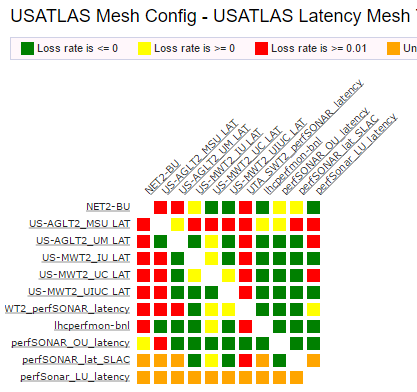 USATLAS Mesh Config - USATLAS Latency Mesh
Loss rate is <= 0 Loss rate is >= 0 Loss rate is >= 0.01 Un
NET2-BU
US-AGLT2_MSU LAT
US-AGLT2_UM LAT
US-MWT2_IU LAT
US-MWT2_UC LAT
US-MWT2_UIUC LAT
UTA_SWT2_perfSONAR_latency
lhcperfmon-bnl
perfSONAR_OU_latency
perfSONAR_lat_SLAC
perfSonar_LU_latency
NET2-BU
US-AGLT2_MSU LAT
US-AGLT2_UM LAT
US-MWT2_IU LAT
US-MWT2_UC LAT
US-MWT2_UIUC LAT
WT2_perfSONAR_latency
lhcperfmon-bnl
perfSONAR_OU_latency
perfSONAR_lat_SLAC
perfSonar_LU_latency